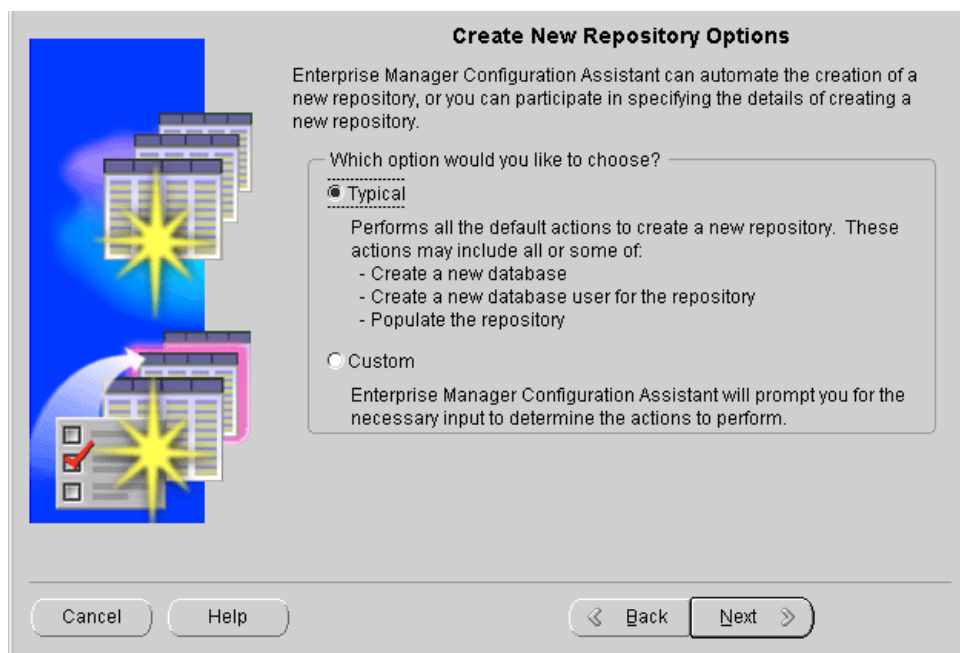 Create New Repository Options
Enterprise Manager Configuration Assistant can automate the creation of a
new repository, or you can participate in specifying the details of creating a
new repository.
Which option would you like to choose?
Typical
Performs all the default actions to create a new repository. These
actions may include all or some of:
- Create a new database
- Create a new database user for the repository
- Populate the repository
Custom
Enterprise Manager Configuration Assistant will prompt you for the
necessary input to determine the actions to perform.
Cancel Help Back Next